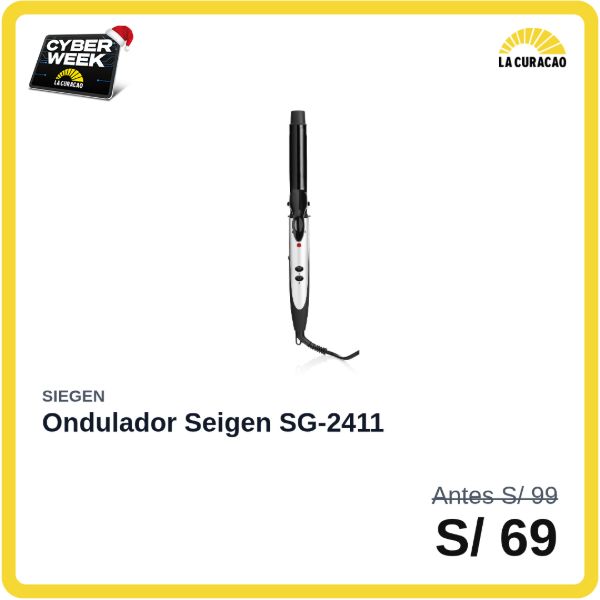 CYBER
WEEK
LA CURACAO
LA CURACAO
SIEGEN
Ondulador Seigen SG-2411
Antes S/ 99
S/ 69